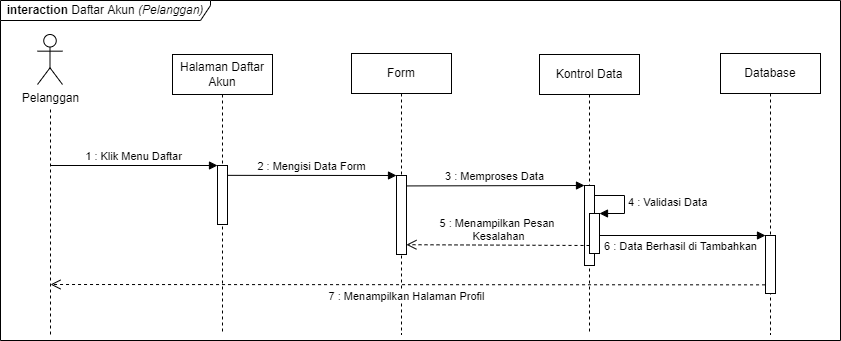 interaction Daftar Akun (Pelanggan)
Halaman Daftar
Akun
Form
Kontrol Data
Database
Pelanggan
1 : Klik Menu Daftar
2 : Mengisi Data Form
3 : Memproses Data
4 : Validasi Data
5 : Menampilkan Pesan
Kesalahan
6 : Data Berhasil di Tambahkan
7 : Menampilkan Halaman Profil